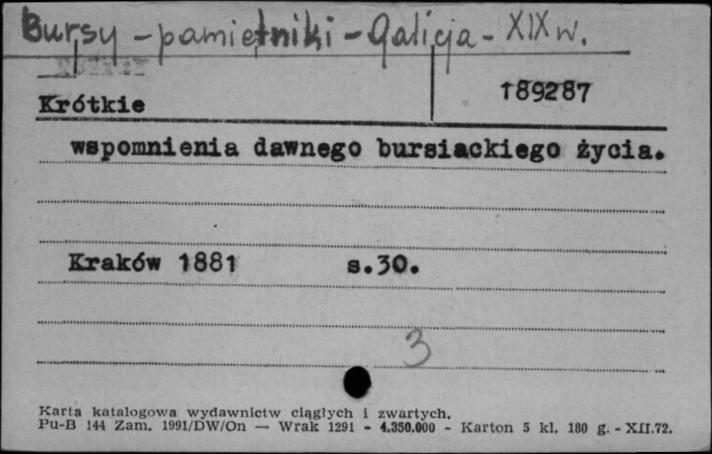 Bursy - pamiętniki - Galicja - XIX w.
189287
Krótkie
wspomnienia dawnego bursiackiego życia.
Kraków 1881 s.30.
3
Karta katalogowa wydawnictw ciągłych i zwartych.
Pu-B 144 Zam. 1991/DW/On — Wrak 1291 - 4.350.000 - Karton 5 kl. 180 g. - XII.72.